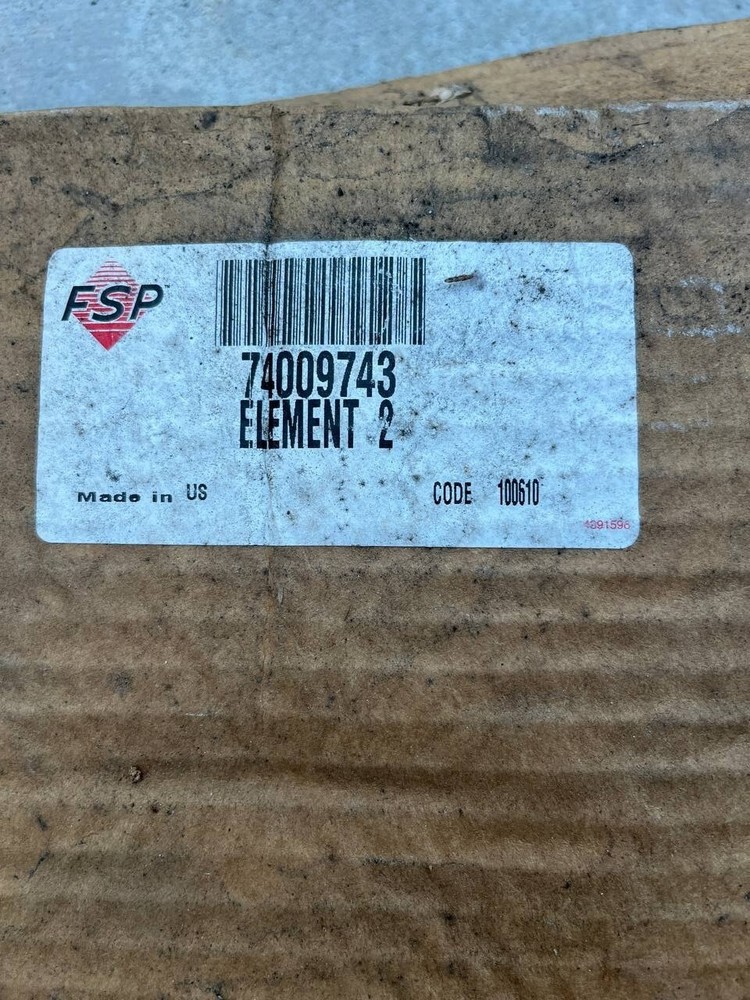 FSP
74009743
ELEMENT 2
Made in US
CODE 100610
4891596